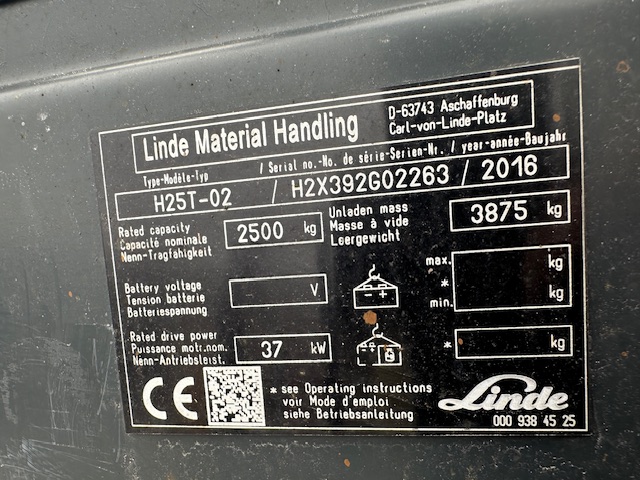 Linde Material Handling
D-63743 Aschaffenburg
Carl-von-Linde-Platz
Type-Modèle-Typ / Serial no.-No. de série-Serien-Nr. / year-année-Baujahr
H25T-02 / H2X392G02263 / 2016
Rated capacity
Capacité nominale
Nenn-Tragfähigkeit
2500 kg
Unladen mass
Masse à vide
Leergewicht
3875 kg
Battery voltage
Tension batterie
Batteriespannung
V
max. kg
*
min. kg
Rated drive power
Puissance mot.nom.
Nenn-Antriebsleist.
37 kW
* kg
CE
* see Operating instructions
voir Mode d'emploi
siehe Betriebsanleitung
Linde
000 938 45 25